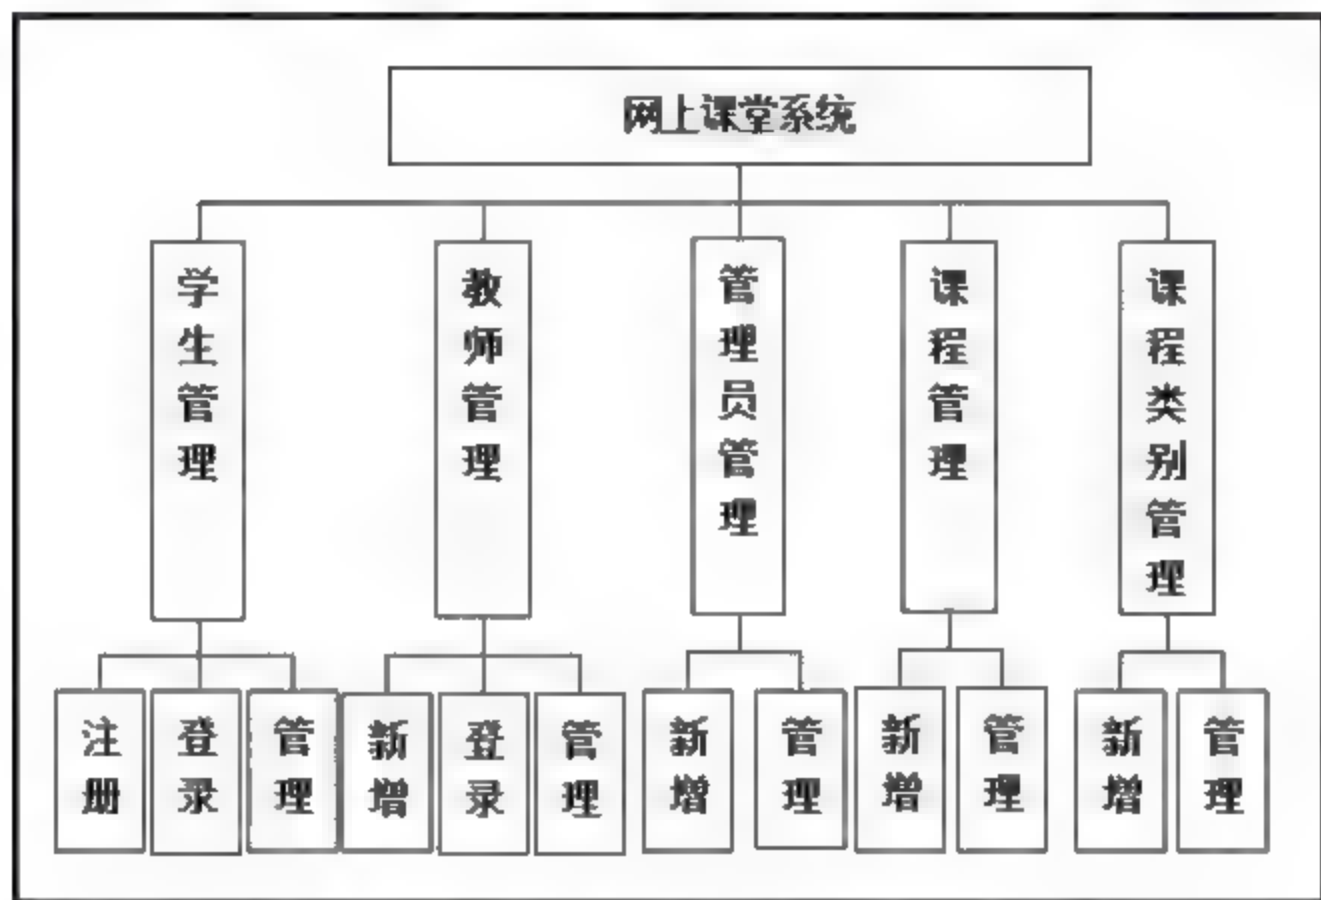 网上课堂系统
学生管理
教师管理
管理员管理
课程管理
课程类别管理
注册
登录
管理
新增
登录
管理
新增
管理
新增
管理
新增
管理